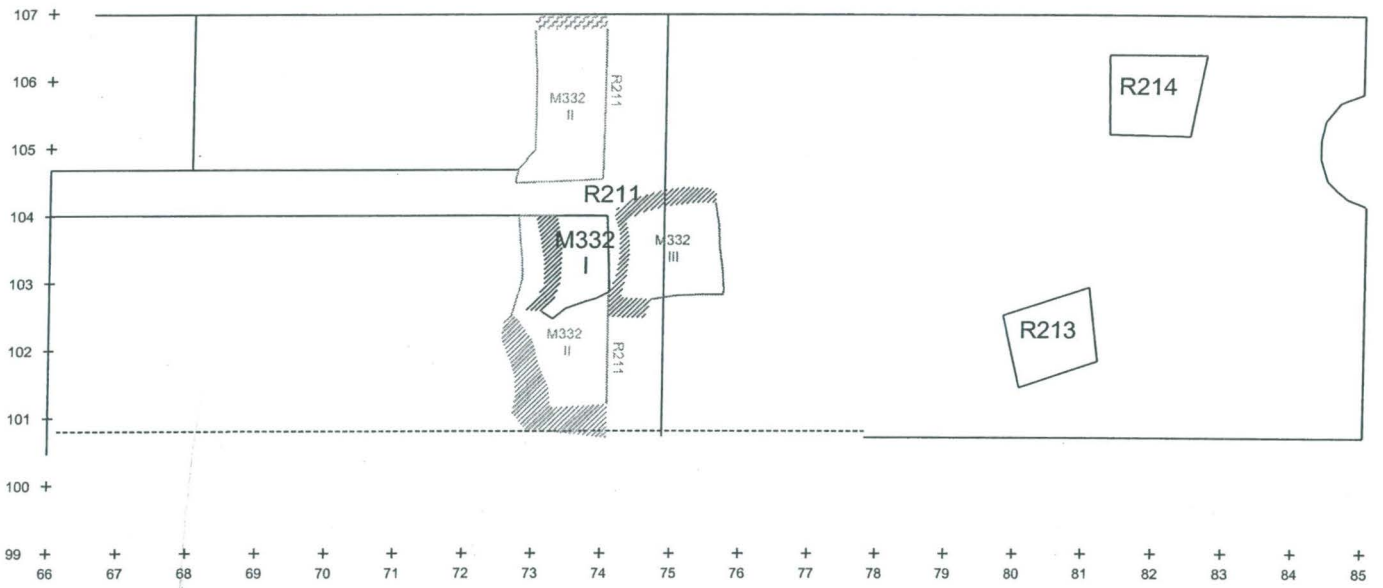 107 +
106 +
105 +
104
103 +
102
101 +
100 +
99 +
R211
M332
II
R214
R211
M332
I
M332
III
M332
II
R211
R213
+ + + + + + + + + + + + + + + + + + +
66 67 68 69 70 71 72 73 74 75 76 77 78 79 80 81 82 83 84 85